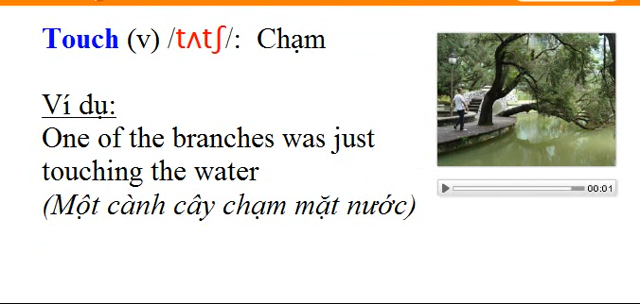 Touch (v) /tʌtʃ/: Chạm
Ví dụ:
One of the branches was just
touching the water
(Một cành cây chạm mặt nước)
00:01